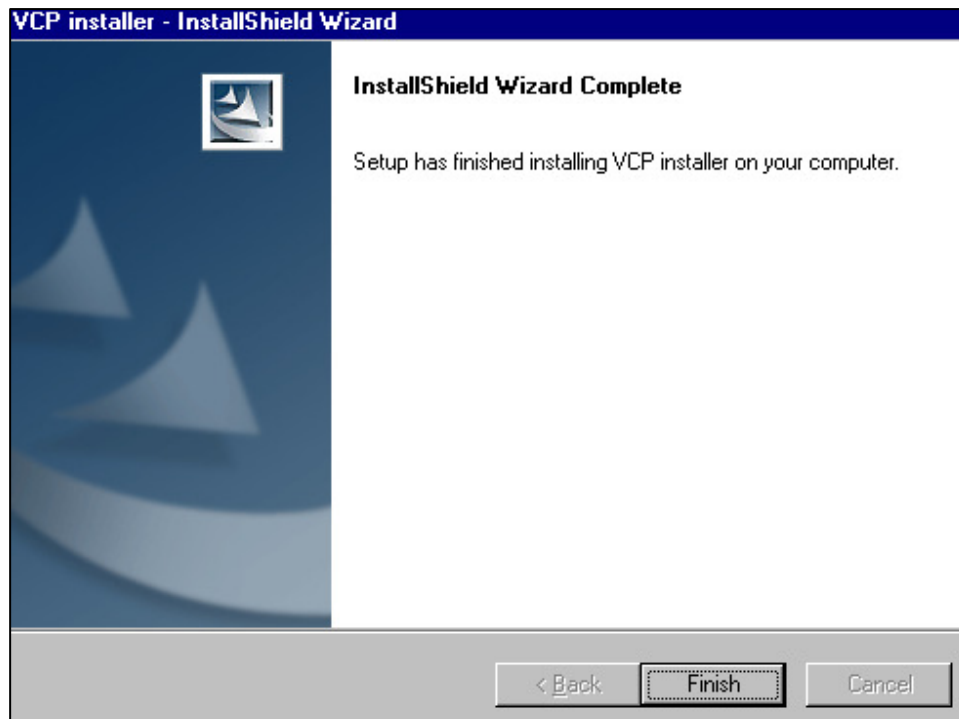 VCP installer - InstallShield Wizard
InstallShield Wizard Complete
Setup has finished installing VCP installer on your computer.
< Back
Finish
Cancel